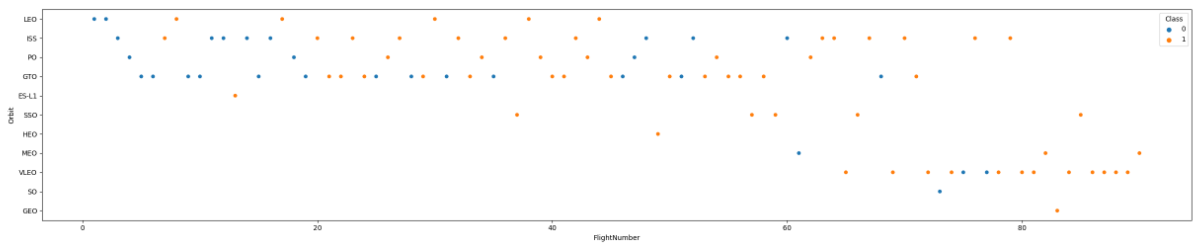 LEO
ISS
PO
GTO
ES-L1
SSO
HEO
MEO
VLEO
SO
GEO
Orbit
0 20 40 60 80
FlightNumber
Class
0
1